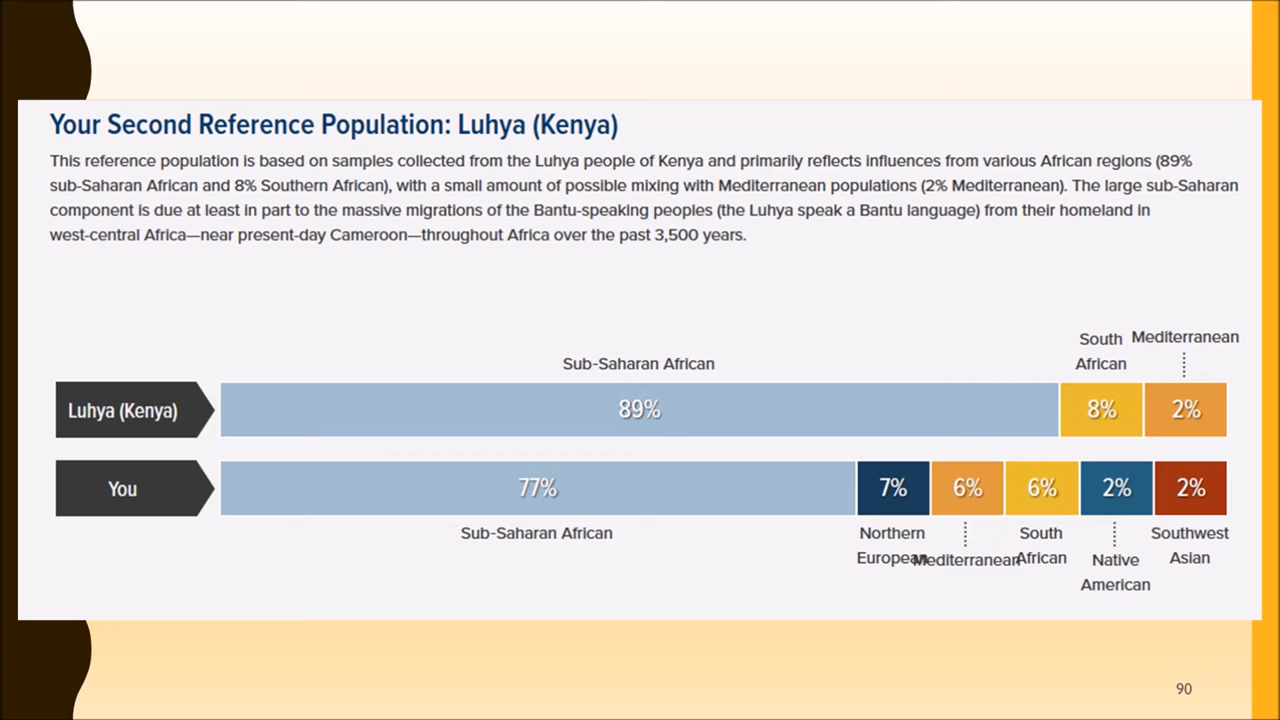 Your Second Reference Population: Luhya (Kenya)
This reference population is based on samples collected from the Luhya people of Kenya and primarily reflects influences from various African regions (89%
sub-Saharan African and 8% Southern African), with a small amount of possible mixing with Mediterranean populations (2% Mediterranean). The large sub-Saharan
component is due at least in part to the massive migrations of the Bantu-speaking peoples (the Luhya speak a Bantu language) from their homeland in
west-central Africa—near present-day Cameroon—throughout Africa over the past 3,500 years.
Sub-Saharan African
South
African
Mediterranean
Luhya (Kenya)
89%
8%
2%
You
77%
7%
6%
6%
2%
2%
Sub-Saharan African
Northern
European
Mediterranean
South
African
Native
American
Southwest
Asian
90